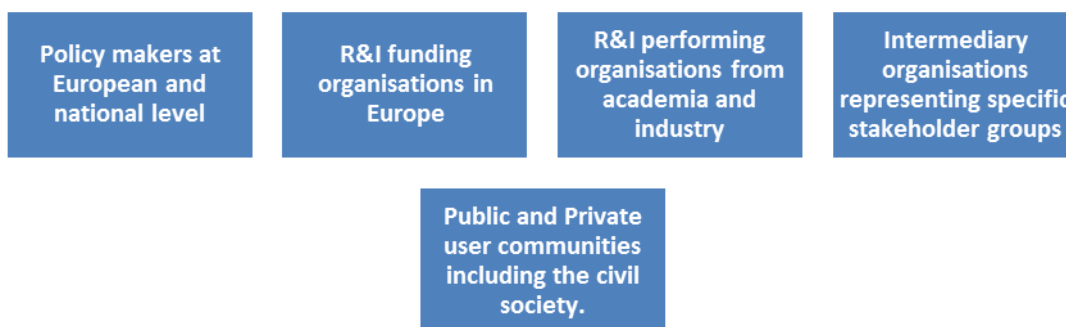 Policy makers at
European and
national level
R&I funding
organisations in
Europe
R&I performing
organisations from
academia and
industry
Intermediary
organisations
representing specific
stakeholder groups
Public and Private
user communities
including the civil
society.